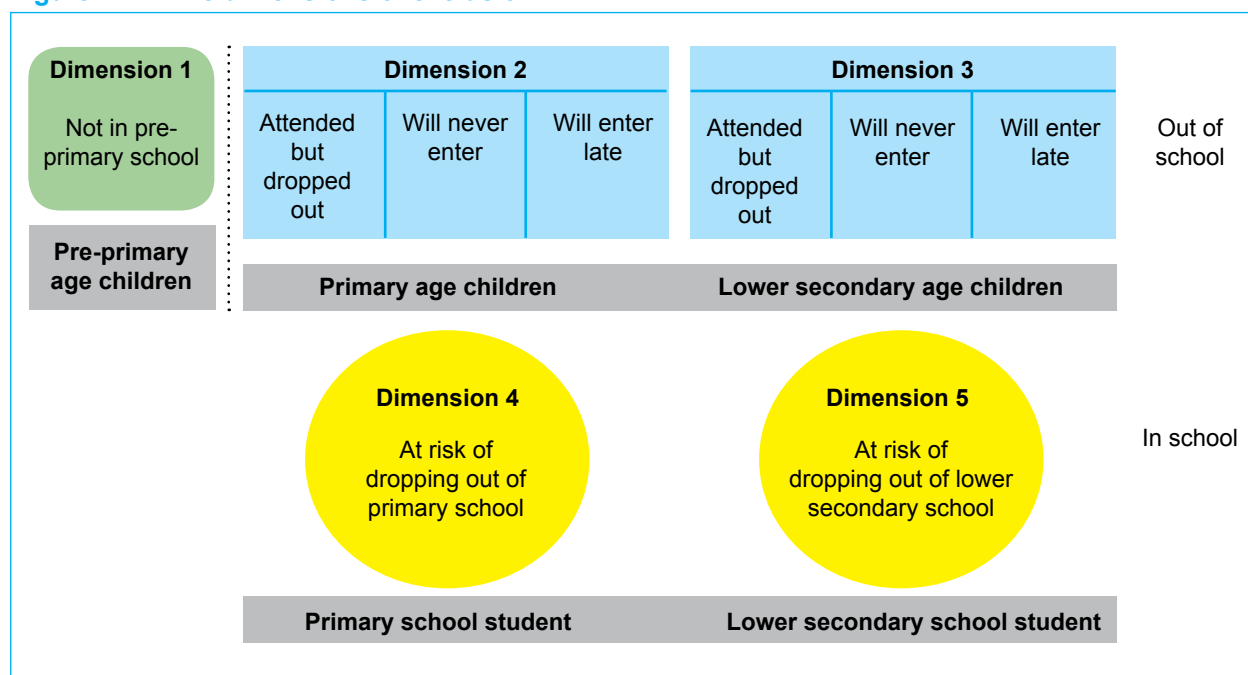 Dimension 1
Not in pre-
primary school
Pre-primary
age children
Dimension 2
Attended
but
dropped
out
Will never
enter
Will enter
late
Dimension 3
Attended
but
dropped
out
Will never
enter
Will enter
late
Out of
school
Primary age children
Lower secondary age children
Dimension 4
At risk of
dropping out of
primary school
Dimension 5
At risk of
dropping out of lower
secondary school
In school
Primary school student
Lower secondary school student